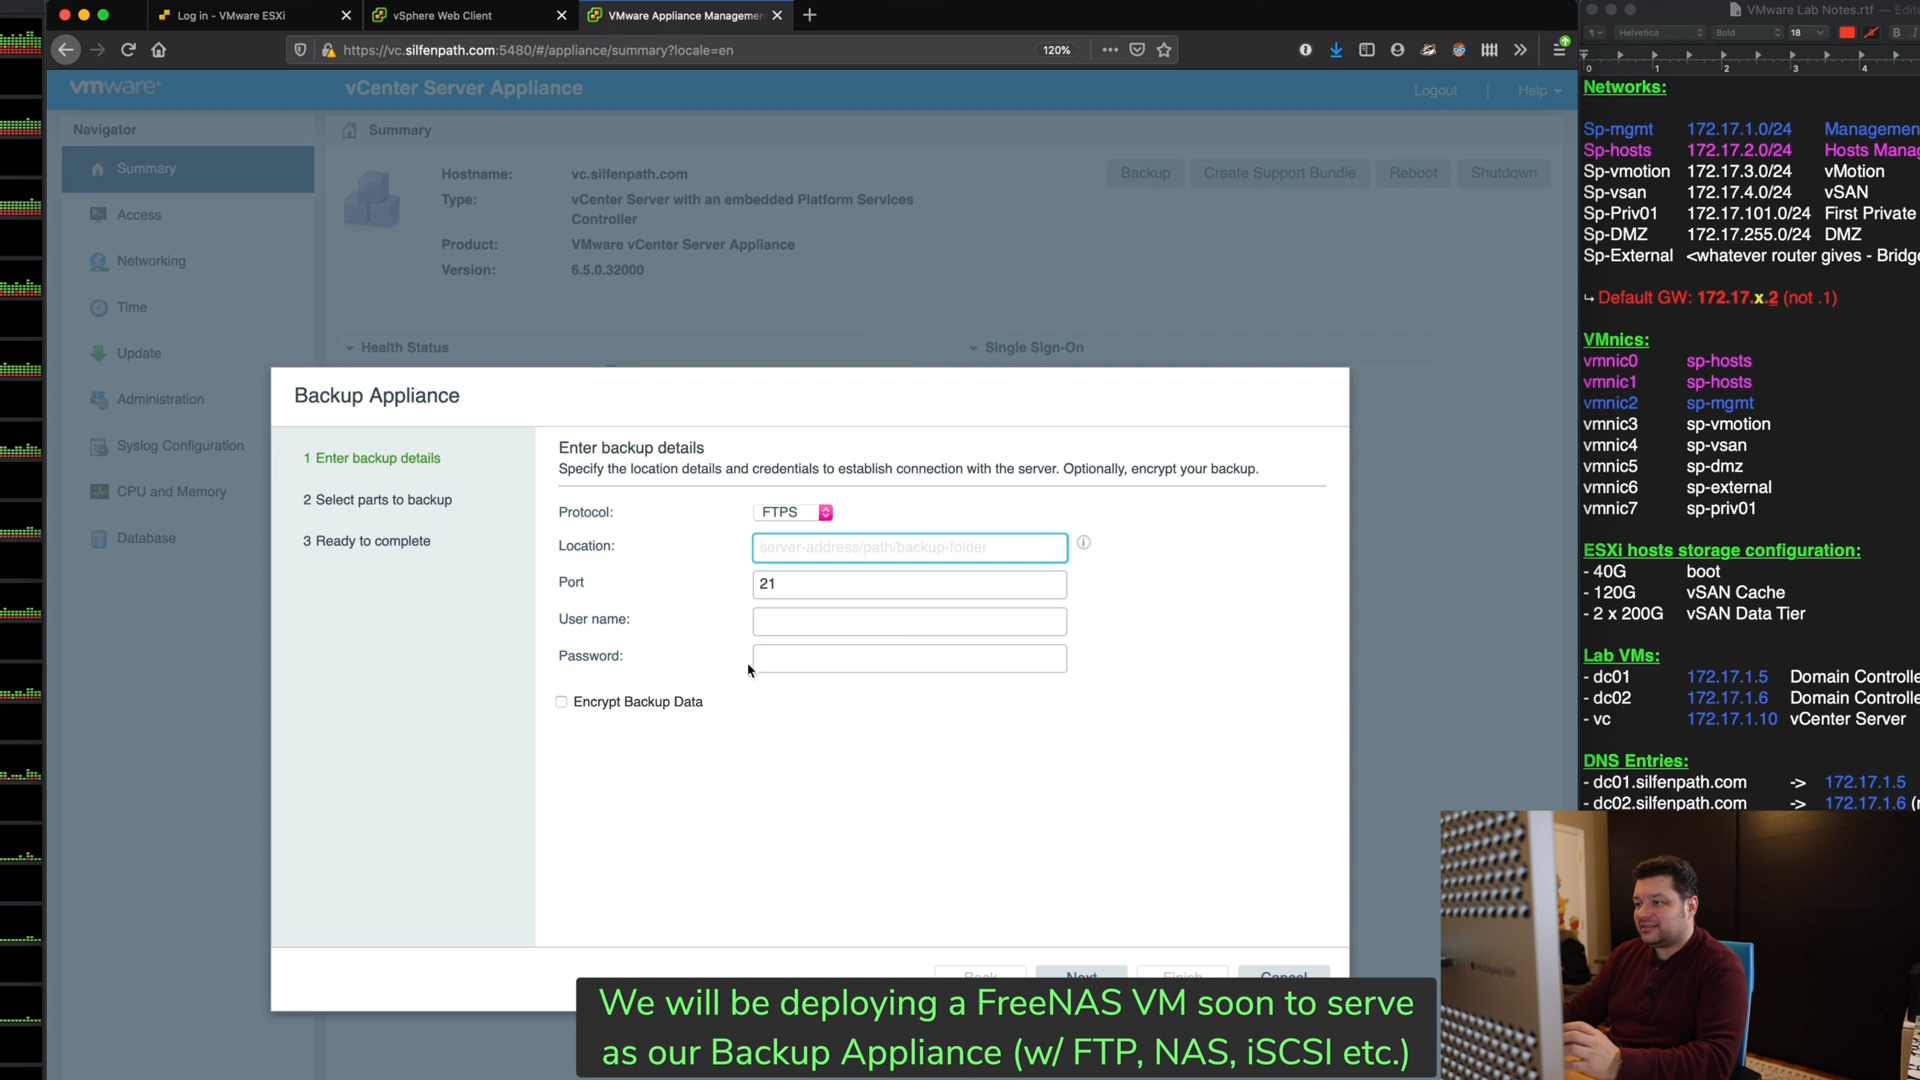 Log in - VMware ESXi
vSphere Web Client
VMware Appliance Managemen
VMware Lab Notes.rtf — Edite
https://vc.silfenpath.com:5480/#/appliance/summary?locale=en
120%
Helvetica
Bold
18
0 1 2 3 4
vmware
vCenter Server Appliance
Logout | Help
Navigator
Summary
Access
Networking
Time
Update
Administration
Syslog Configuration
CPU and Memory
Database
Summary
Hostname: vc.silfenpath.com
Type: vCenter Server with an embedded Platform Services
Controller
Product: VMware vCenter Server Appliance
Version: 6.5.0.32000
Backup
Create Support Bundle
Reboot
Shutdown
Health Status
Single Sign-On
Backup Appliance
1 Enter backup details
2 Select parts to backup
3 Ready to complete
Enter backup details
Specify the location details and credentials to establish connection with the server. Optionally, encrypt your backup.
Protocol: FTPS
Location: server-address/path/backup-folder
Port 21
User name:
Password:
Encrypt Backup Data
Back Next Finish Cancel
Networks:
Sp-mgmt 172.17.1.0/24 Managemen
Sp-hosts 172.17.2.0/24 Hosts Manag
Sp-vmotion 172.17.3.0/24 vMotion
Sp-vsan 172.17.4.0/24 vSAN
Sp-Priv01 172.17.101.0/24 First Private
Sp-DMZ 172.17.255.0/24 DMZ
Sp-External <whatever router gives - Bridge
↳ Default GW: 172.17.x.2 (not .1)
VMnics:
vmnic0 sp-hosts
vmnic1 sp-hosts
vmnic2 sp-mgmt
vmnic3 sp-vmotion
vmnic4 sp-vsan
vmnic5 sp-dmz
vmnic6 sp-external
vmnic7 sp-priv01
ESXi hosts storage configuration:
- 40G boot
- 120G vSAN Cache
- 2 x 200G vSAN Data Tier
Lab VMs:
- dc01 172.17.1.5 Domain Controlle
- dc02 172.17.1.6 Domain Controlle
- vc 172.17.1.10 vCenter Server
DNS Entries:
- dc01.silfenpath.com -> 172.17.1.5
- dc02.silfenpath.com -> 172.17.1.6 (r
We will be deploying a FreeNAS VM soon to serve
as our Backup Appliance (w/ FTP, NAS, iSCSI etc.)